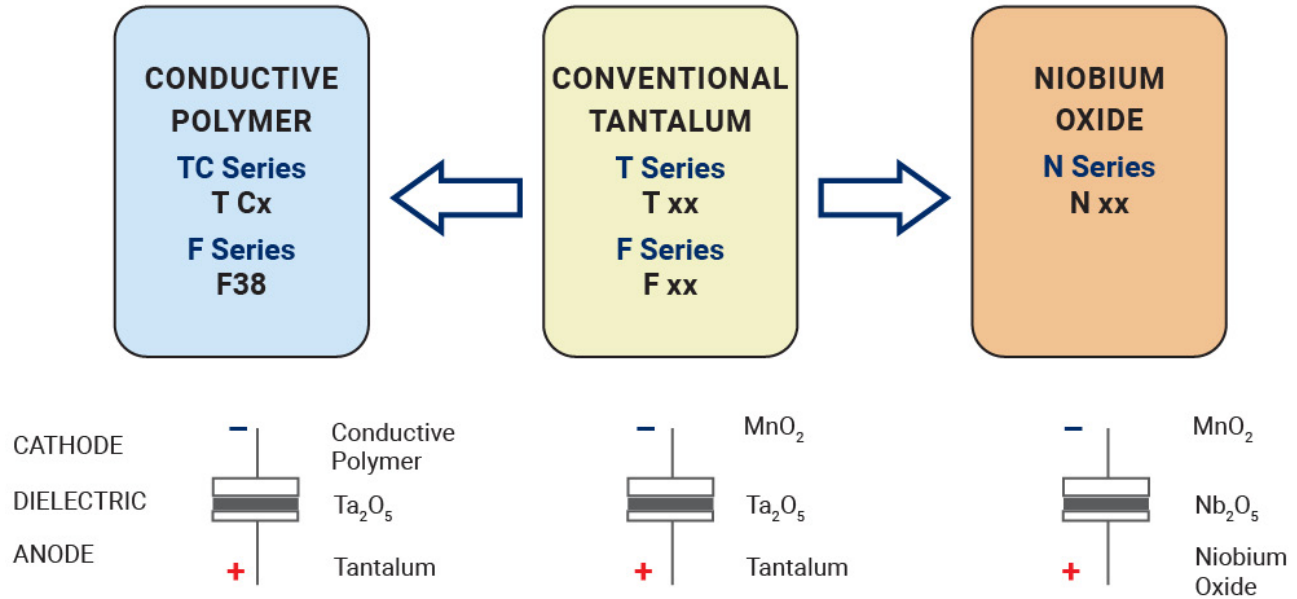 CONDUCTIVE
POLYMER
TC Series
T Cx
F Series
F38
CONVENTIONAL
TANTALUM
T Series
T xx
F Series
F xx
NIOBIUM
OXIDE
N Series
N xx
CATHODE
DIELECTRIC
ANODE
−
Conductive
Polymer
Ta₂O₅
+
Tantalum
−
MnO₂
Ta₂O₅
+
Tantalum
−
MnO₂
Nb₂O₅
+
Niobium
Oxide